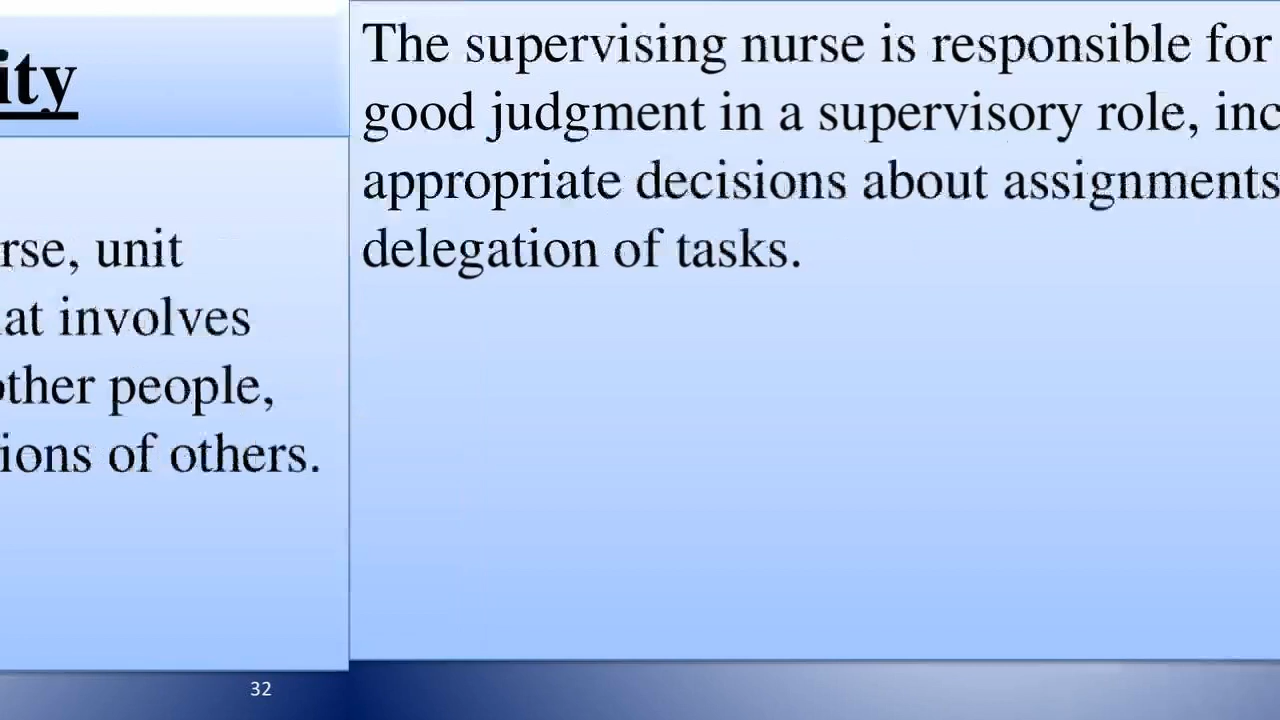 ity
rse, unit
at involves
other people,
ions of others.
32
The supervising nurse is responsible for
good judgment in a supervisory role, inc
appropriate decisions about assignments
delegation of tasks.